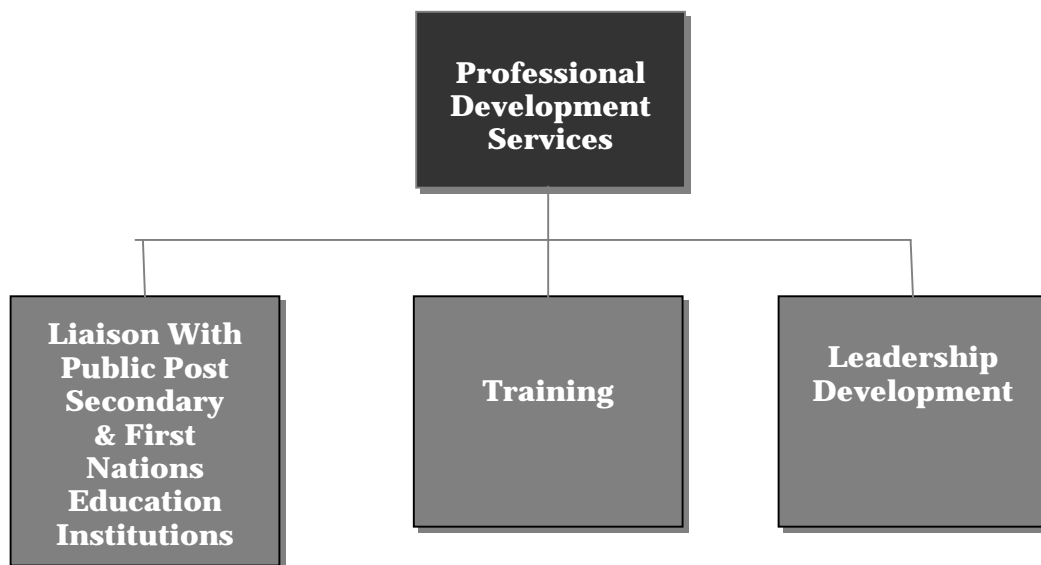 Professional
Development
Services
Liaison With
Public Post
Secondary
& First
Nations
Education
Institutions
Training
Leadership
Development